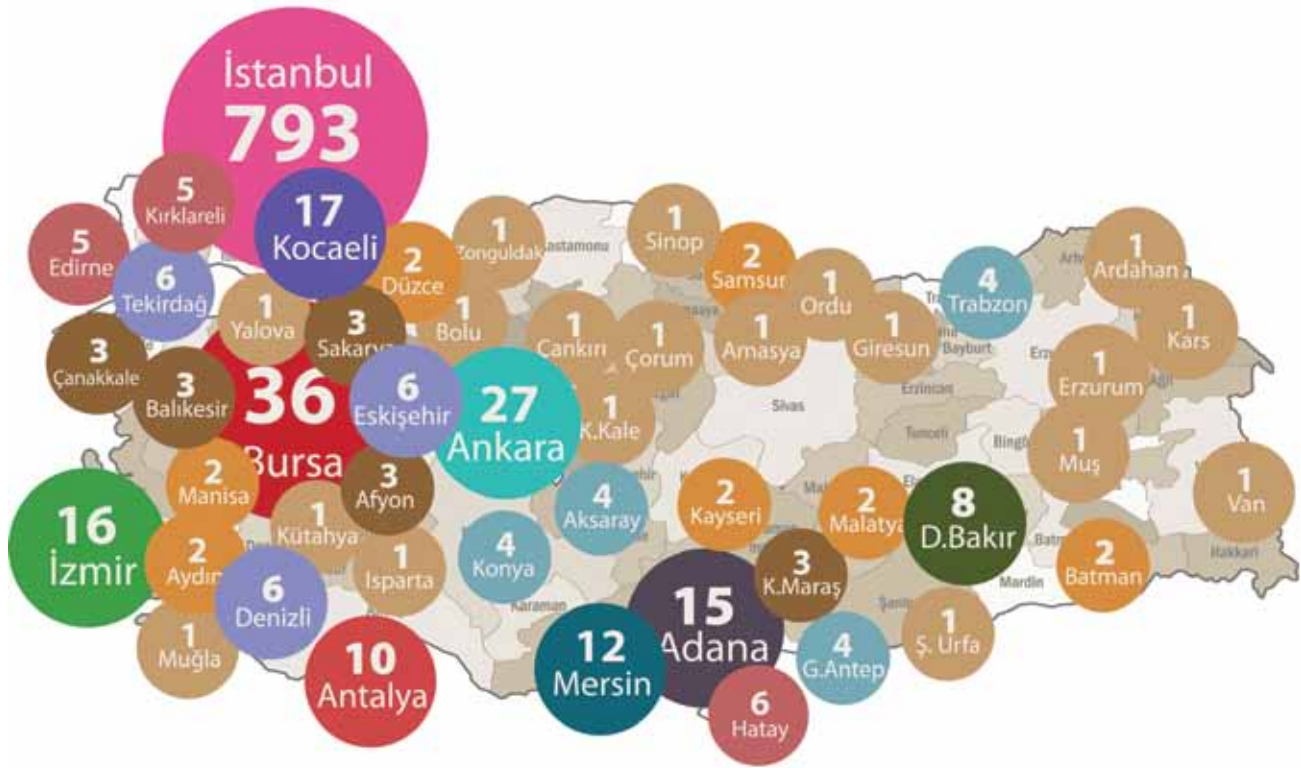 İstanbul
793
5
Kırklareli
17
Kocaeli
5
Edirne
6
Tekirdağ
2
Düzce
1
Zonguldak
astamonu
1
Sinop
2
Samsur
1
Ordu
4
Trabzon
1
Ardahan
1
Yalova
3
Sakarya
1
Bolu
1
Çankırı
1
Çorum
1
Amasya
1
Giresun
Bayburt
1
Kars
3
Çanakkale
3
Balıkesir
36
Bursa
6
Eskişehir
27
Ankara
1
K.Kale
Sivas
Erzincan
Tunceli
1
Erzurum
Ağrı
Bingö
1
Muş
2
Manisa
3
Afyon
1
Kütahya
4
Aksaray
2
Kayseri
2
Malatya
8
D.Bakır
1
Van
16
İzmir
2
Aydın
6
Denizli
1
Isparta
4
Konya
Karaman
3
K.Maraş
Mardin
2
Batman
Hakkari
1
Muğla
10
Antalya
12
Mersin
15
Adana
4
G.Antep
1
Ş. Urfa
6
Hatay